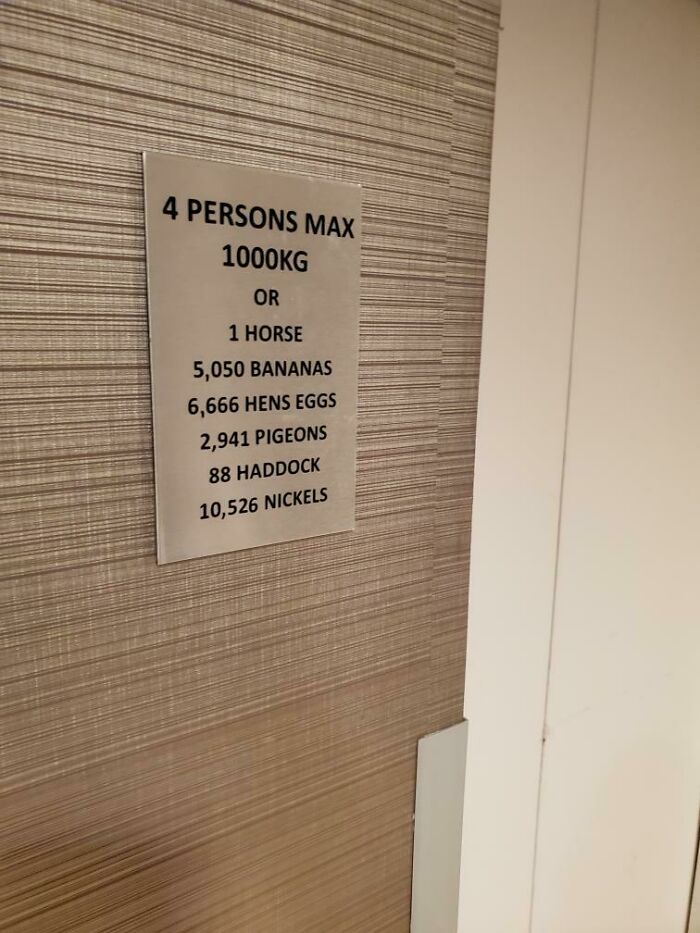 4 PERSONS MAX
1000KG
OR
1 HORSE
5,050 BANANAS
6,666 HENS EGGS
2,941 PIGEONS
88 HADDOCK
10,526 NICKELS